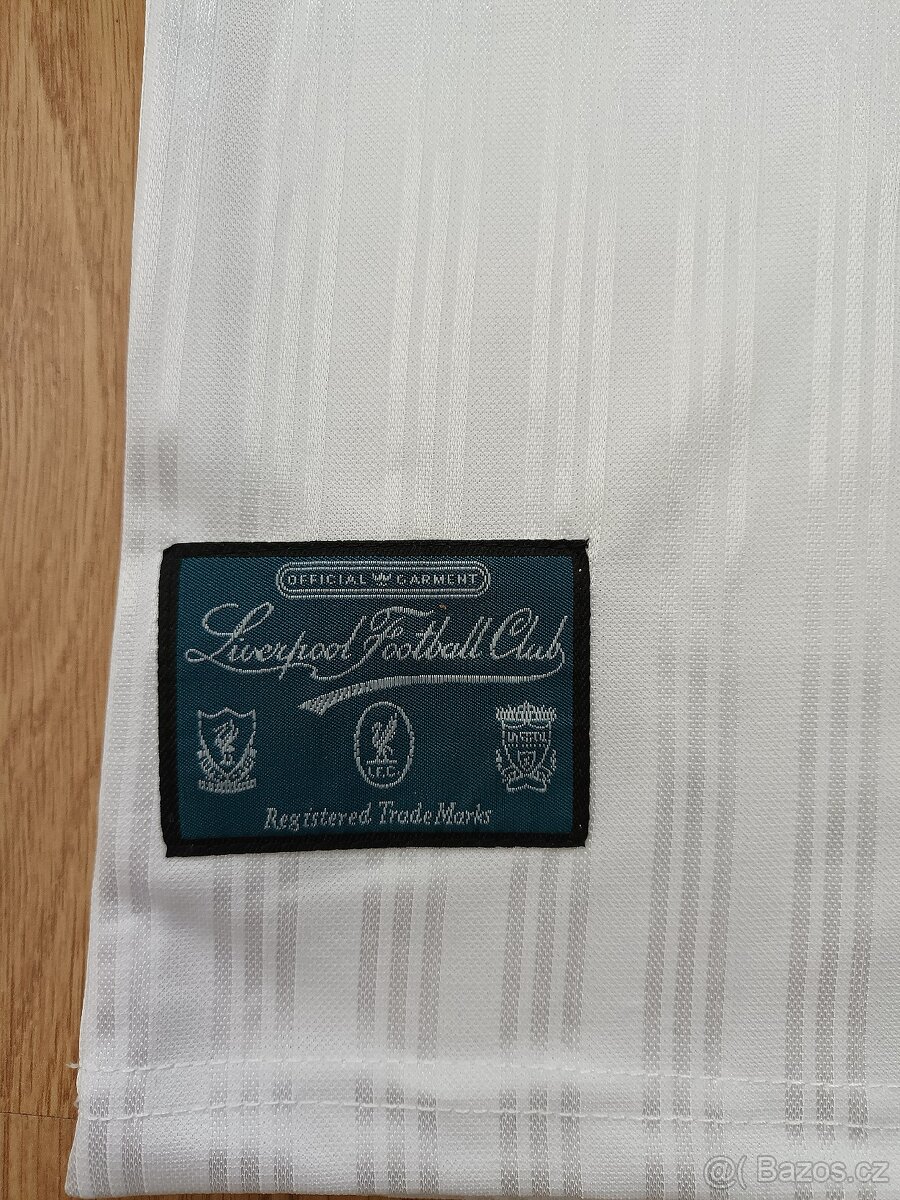 OFFICIAL GARMENT
Liverpool Football Club
L.F.C
Registered Trade Marks
@( Bazos.cz